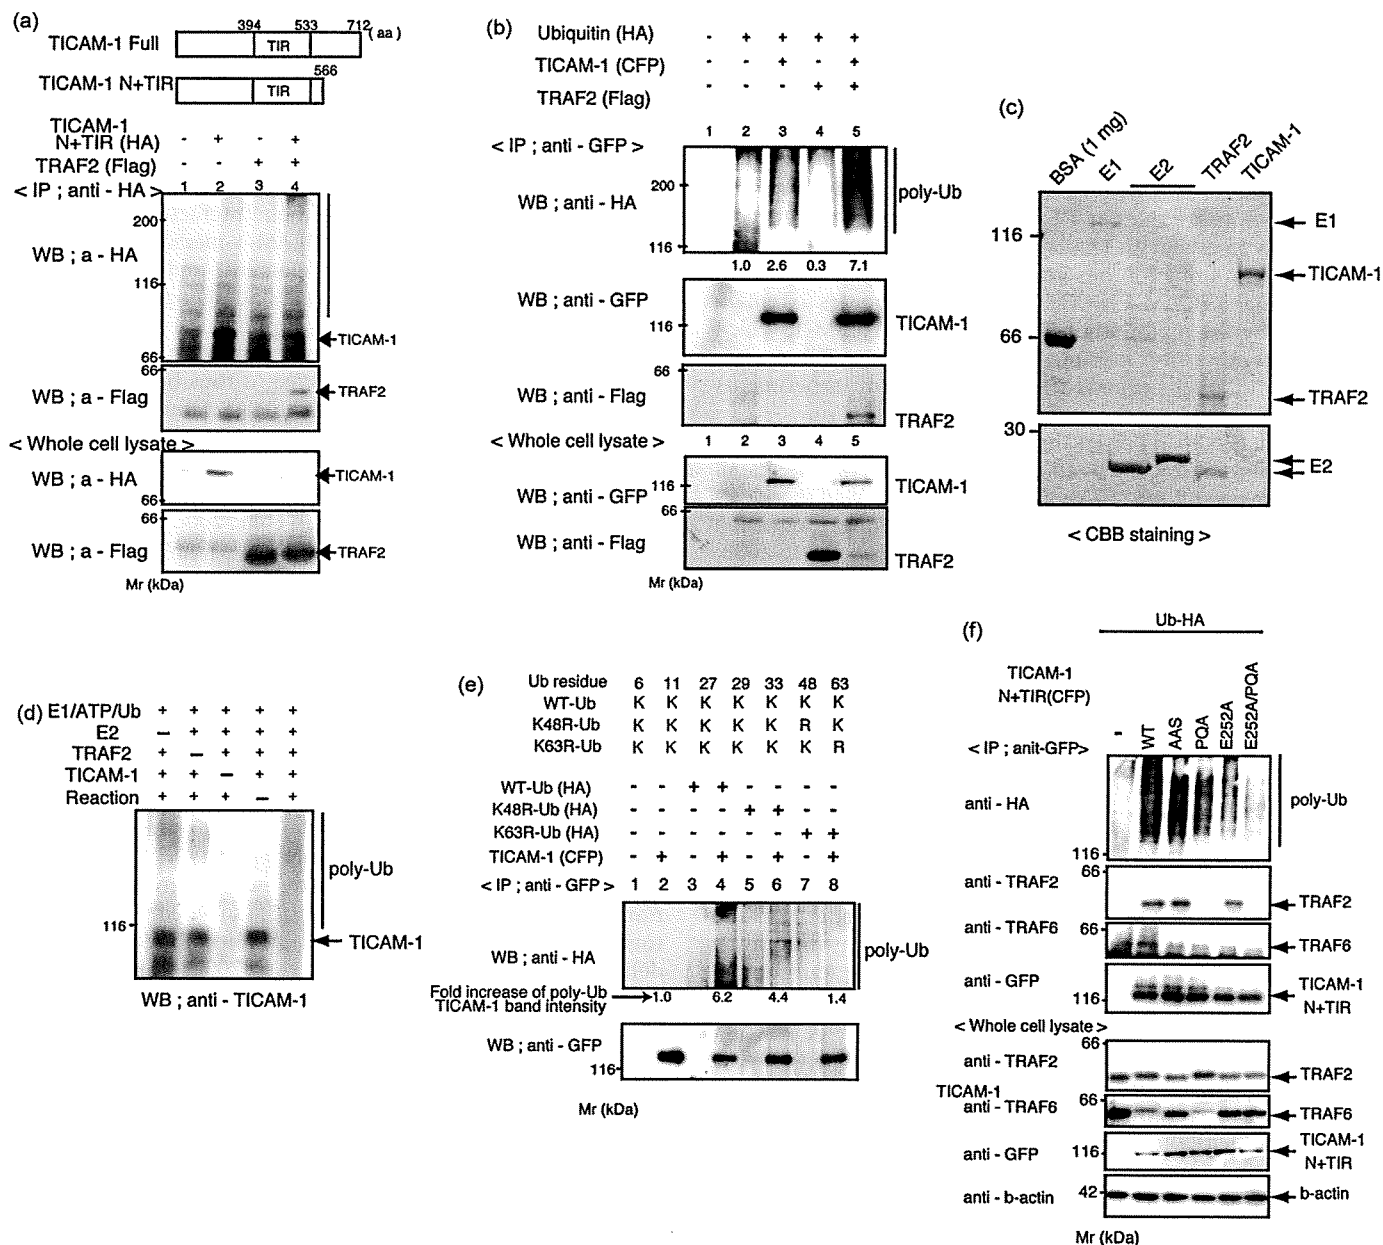 (a)
394 533 712 ( aa )
TICAM-1 Full TIR
566
TICAM-1 N+TIR TIR
TICAM-1
N+TIR (HA) - + - +
TRAF2 (Flag) - - + +
< IP ; anti - HA > 1 2 3 4
200
WB ; a - HA
116
TICAM-1
66
66
WB ; a - Flag TRAF2
< Whole cell lysate >
WB ; a - HA TICAM-1
66
66
WB ; a - Flag TRAF2
Mr (kDa)
(b)
Ubiquitin (HA) - + + + +
TICAM-1 (CFP) - - + - +
TRAF2 (Flag) - - - + +
1 2 3 4 5
< IP ; anti - GFP >
200
WB ; anti - HA poly-Ub
116
1.0 2.6 0.3 7.1
WB ; anti - GFP
116 TICAM-1
66
WB ; anti - Flag
TRAF2
< Whole cell lysate > 1 2 3 4 5
WB ; anti - GFP 116 TICAM-1
66
WB ; anti - Flag
TRAF2
Mr (kDa)
(c)
BSA (1 mg) E1 E2 TRAF2 TICAM-1
E1
116
TICAM-1
66
TRAF2
30
E2
< CBB staining >
(d)
E1/ATP/Ub + + + + +
E2 – + + + +
TRAF2 + – + + +
TICAM-1 + + – + +
Reaction + + + – +
poly-Ub
116
TICAM-1
WB ; anti - TICAM-1
(e)
Ub residue 6 11 27 29 33 48 63
WT-Ub K K K K K K K
K48R-Ub K K K K K R K
K63R-Ub K K K K K K R
WT-Ub (HA) - - + + - - - -
K48R-Ub (HA) - - - - + + - -
K63R-Ub (HA) - - - - - - + +
TICAM-1 (CFP) - + - + - + - +
< IP ; anti - GFP > 1 2 3 4 5 6 7 8
WB ; anti - HA poly-Ub
Fold increase of poly-Ub
TICAM-1 band intensity 1.0 6.2 4.4 1.4
WB ; anti - GFP
116
Mr (kDa)
(f)
Ub-HA
TICAM-1
N+TIR(CFP)
- WT AAS PQA E252A E252A/PQA
< IP ; anit-GFP>
anti - HA poly-Ub
116
66
anti - TRAF2
TRAF2
anti - TRAF6 66
TRAF6
anti - GFP TICAM-1
116 N+TIR
< Whole cell lysate >
66
anti - TRAF2
TRAF2
TICAM-1
anti - TRAF6 66
TRAF6
anti - GFP 116 TICAM-1
N+TIR
anti - b-actin 42 b-actin
Mr (kDa)